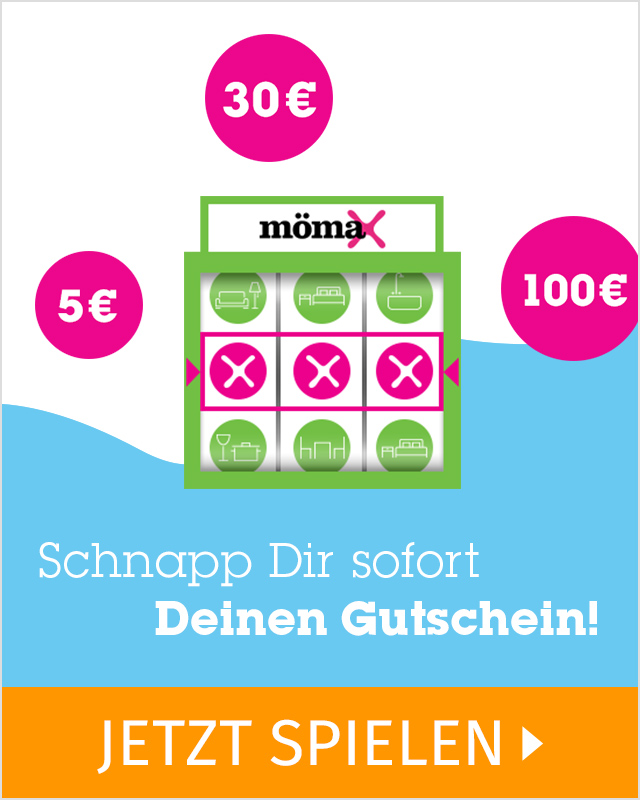 30€
mömax
5€
100€
Schnapp Dir sofort
Deinen Gutschein!
JETZT SPIELEN